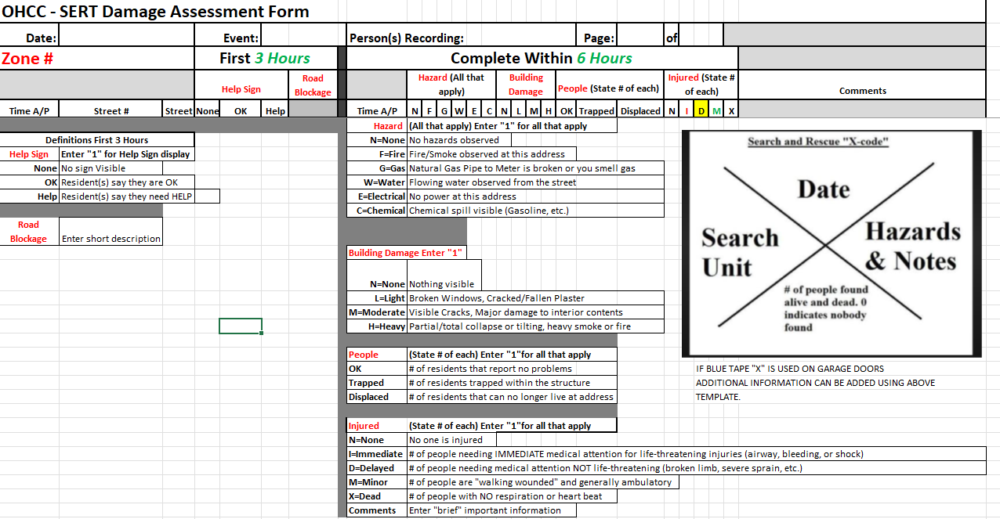 OHCC - SERT Damage Assessment Form
Date: Event: Person(s) Recording: Page: of
Zone # First 3 Hours Complete Within 6 Hours
Help Sign Road Blockage Hazard (All that apply) Building Damage People (State # of each) Injured (State # of each) Comments
Time A/P Street # Street None OK Help Time A/P N F G W E C N L M H OK Trapped Displaced N I D M X
Definitions First 3 Hours
Help Sign Enter "1" for Help Sign display
None No sign Visible
OK Resident(s) say they are OK
Help Resident(s) say they need HELP
Road Blockage Enter short description
Hazard (All that apply) Enter "1" for all that apply
N=None No hazards observed
F=Fire Fire/Smoke observed at this address
G=Gas Natural Gas Pipe to Meter is broken or you smell gas
W=Water Flowing water observed from the street
E=Electrical No power at this address
C=Chemical Chemical spill visible (Gasoline, etc.)
Building Damage Enter "1"
N=None Nothing visible
L=Light Broken Windows, Cracked/Fallen Plaster
M=Moderate Visible Cracks, Major damage to interior contents
H=Heavy Partial/total collapse or tilting, heavy smoke or fire
People (State # of each) Enter "1"for all that apply
OK # of residents that report no problems
Trapped # of residents trapped within the structure
Displaced # of residents that can no longer live at address
Injured (State # of each) Enter "1"for all that apply
N=None No one is injured
I=Immediate # of people needing IMMEDIATE medical attention for life-threatening injuries (airway, bleeding, or shock)
D=Delayed # of people needing medical attention NOT life-threatening (broken limb, severe sprain, etc.)
M=Minor # of people are "walking wounded" and generally ambulatory
X=Dead # of people with NO respiration or heart beat
Comments Enter "brief" important information
Search and Rescue "X-code"
Date
Search
Unit
Hazards
& Notes
# of people found
alive and dead. 0
indicates nobody
found
IF BLUE TAPE "X" IS USED ON GARAGE DOORS
ADDITIONAL INFORMATION CAN BE ADDED USING ABOVE
TEMPLATE.